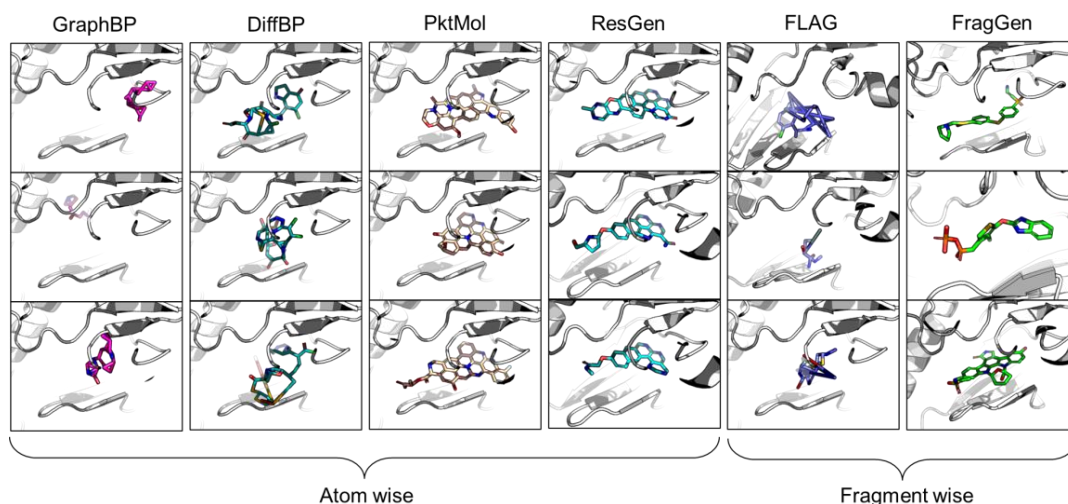 GraphBP DiffBP PktMol ResGen FLAG FragGen
Atom wise Fragment wise